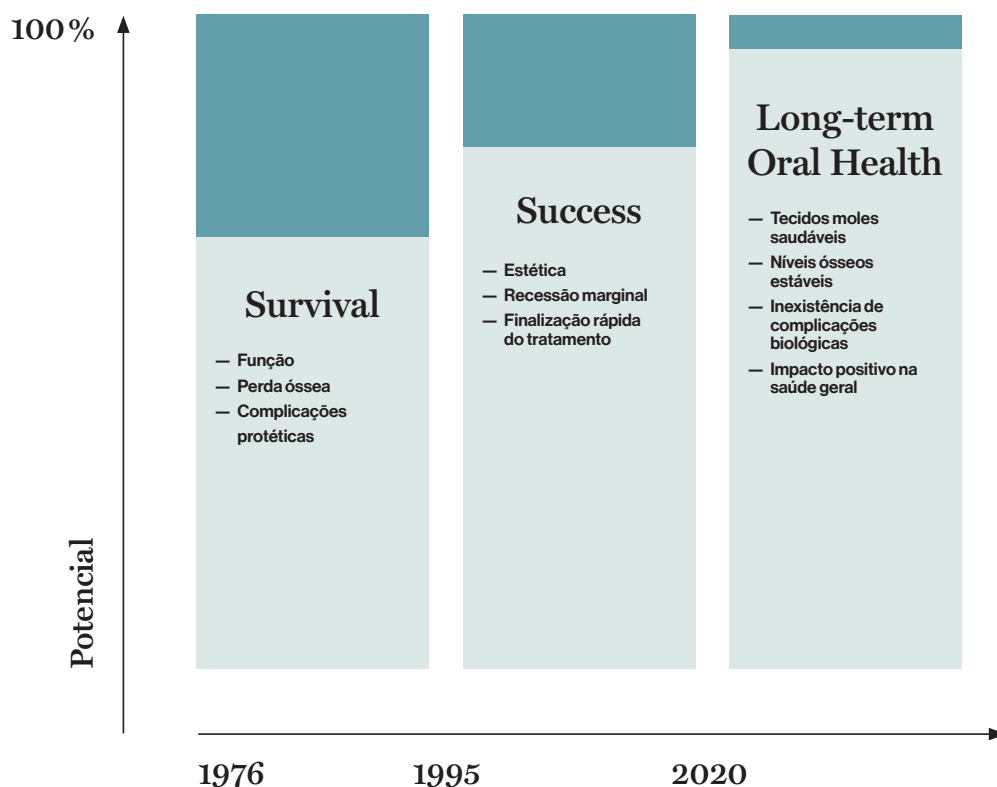 100%
Potencial
Survival
— Função
— Perda óssea
— Complicações
protéticas
Success
— Estética
— Recessão marginal
— Finalização rápida
do tratamento
Long-term
Oral Health
— Tecidos moles
saudáveis
— Níveis ósseos
estáveis
— Inexistência de
complicações
biológicas
— Impacto positivo na
saúde geral
1976
1995
2020